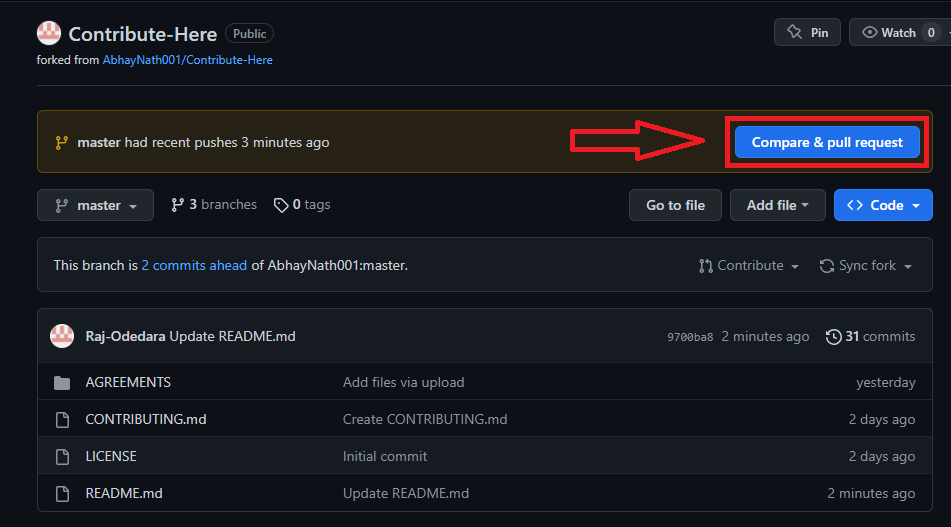 Contribute-Here Public Pin Watch 0
forked from AbhayNath001/Contribute-Here
master had recent pushes 3 minutes ago Compare & pull request
master 3 branches 0 tags Go to file Add file <> Code
This branch is 2 commits ahead of AbhayNath001:master. Contribute Sync fork
Raj-Odedara Update README.md 9700ba8 2 minutes ago 31 commits
AGREEMENTS Add files via upload yesterday
CONTRIBUTING.md Create CONTRIBUTING.md 2 days ago
LICENSE Initial commit 2 days ago
README.md Update README.md 2 minutes ago